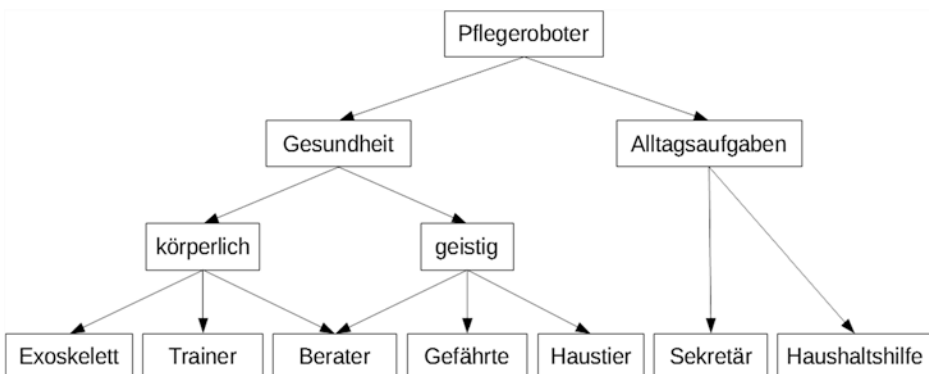 Pflegeroboter
Gesundheit
Alltagsaufgaben
körperlich
geistig
Exoskelett
Trainer
Berater
Gefährte
Haustier
Sekretär
Haushaltshilfe